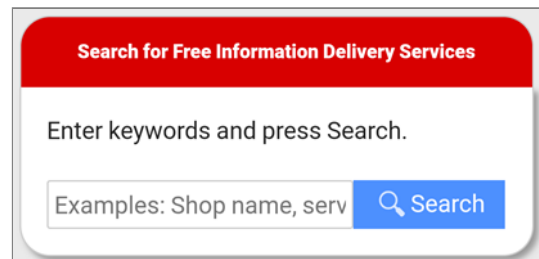 Search for Free Information Delivery Services
Enter keywords and press Search.
Examples: Shop name, serv
Search